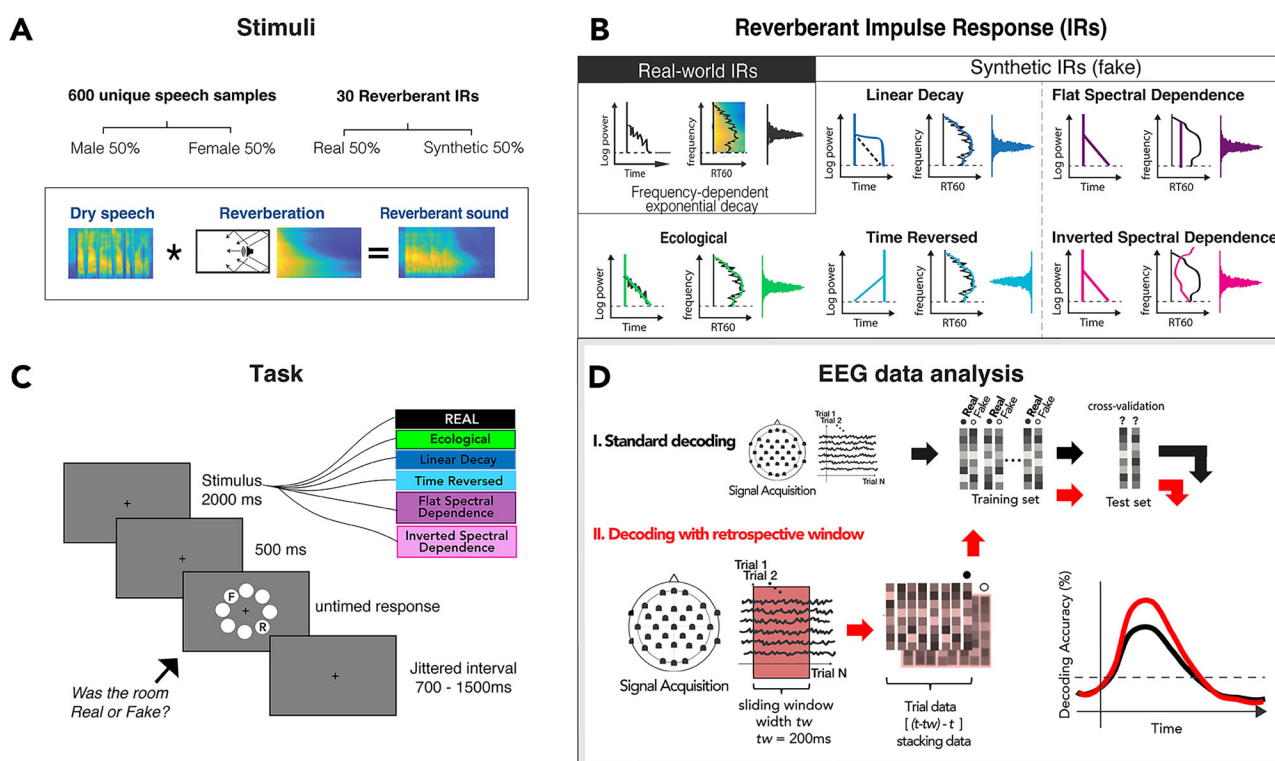 A
Stimuli
600 unique speech samples
30 Reverberant IRs
Male 50%
Female 50%
Real 50%
Synthetic 50%
Dry speech
Reverberation
Reverberant sound
*
=
B
Reverberant Impulse Response (IRs)
Real-world IRs
Synthetic IRs (fake)
Log power
Time
frequency
RT60
Frequency-dependent
exponential decay
Linear Decay
Log power
Time
frequency
RT60
Flat Spectral Dependence
Log power
Time
frequency
RT60
Ecological
Log power
Time
frequency
RT60
Time Reversed
Log power
Time
frequency
RT60
Inverted Spectral Dependence
Log power
Time
frequency
RT60
C
Task
Stimulus
2000 ms
REAL
Ecological
Linear Decay
Time Reversed
Flat Spectral
Dependence
Inverted Spectral
Dependence
500 ms
F
R
untimed response
Was the room
Real or Fake?
Jittered interval
700 - 1500ms
D
EEG data analysis
I. Standard decoding
Signal Acquisition
Trial 1
Trial 2
Trial N
Real
Fake
Real
Fake
Real
Fake
Training set
cross-validation
? ?
Test set
II. Decoding with retrospective window
Signal Acquisition
Trial 1
Trial 2
Trial N
sliding window
width tw
tw = 200ms
Trial data
[ (t-tw) - t ]
stacking data
Decoding Accuracy (%)
Time